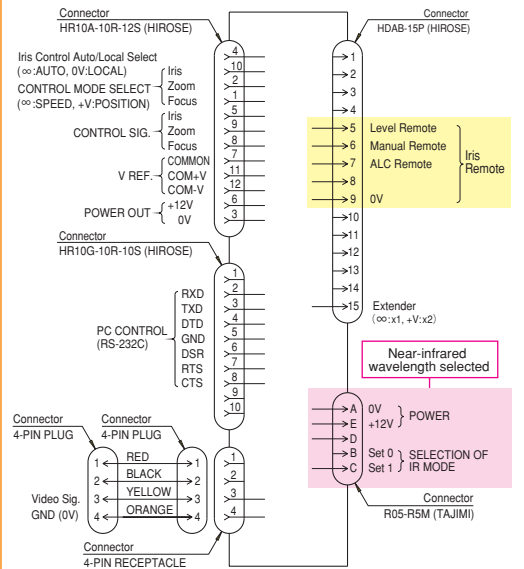 Connector
HR10A-10R-12S (HIROSE)
Iris Control Auto/Local Select
(∞:AUTO, 0V:LOCAL)
CONTROL MODE SELECT
(∞:SPEED, +V:POSITION)
Iris
Zoom
Focus
CONTROL SIG.
Iris
Zoom
Focus
V REF.
COMMON
COM+V
COM-V
POWER OUT
+12V
0V
4
10
2
1
5
9
8
7
11
12
6
3
Connector
HR10G-10R-10S (HIROSE)
PC CONTROL
(RS-232C)
RXD
TXD
DTD
GND
DSR
RTS
CTS
1
2
3
4
5
6
7
8
9
10
Connector
4-PIN PLUG
Connector
4-PIN PLUG
1 RED 1
2 BLACK 2
Video Sig. 3 YELLOW 3
GND (0V) 4 ORANGE 4
1
2
3
4
Connector
4-PIN RECEPTACLE
Connector
HDAB-15P (HIROSE)
1
2
3
4
5 Level Remote
6 Manual Remote
7 ALC Remote
8
9 0V
Iris
Remote
10
11
12
13
14
15 Extender
(∞:x1, +V:x2)
Near-infrared
wavelength selected
A 0V
E +12V
POWER
D
B Set 0
C Set 1
SELECTION OF
IR MODE
Connector
R05-R5M (TAJIMI)